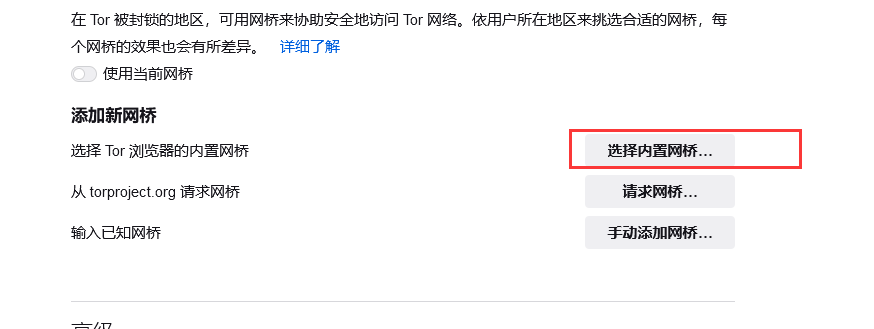 在 Tor 被封锁的地区，可用网桥来协助安全地访问 Tor 网络。依用户所在地区来挑选合适的网桥，每
个网桥的效果也会有所差异。 详细了解
使用当前网桥
添加新网桥
选择 Tor 浏览器的内置网桥 选择内置网桥…
从 torproject.org 请求网桥 请求网桥…
输入已知网桥 手动添加网桥…
高级